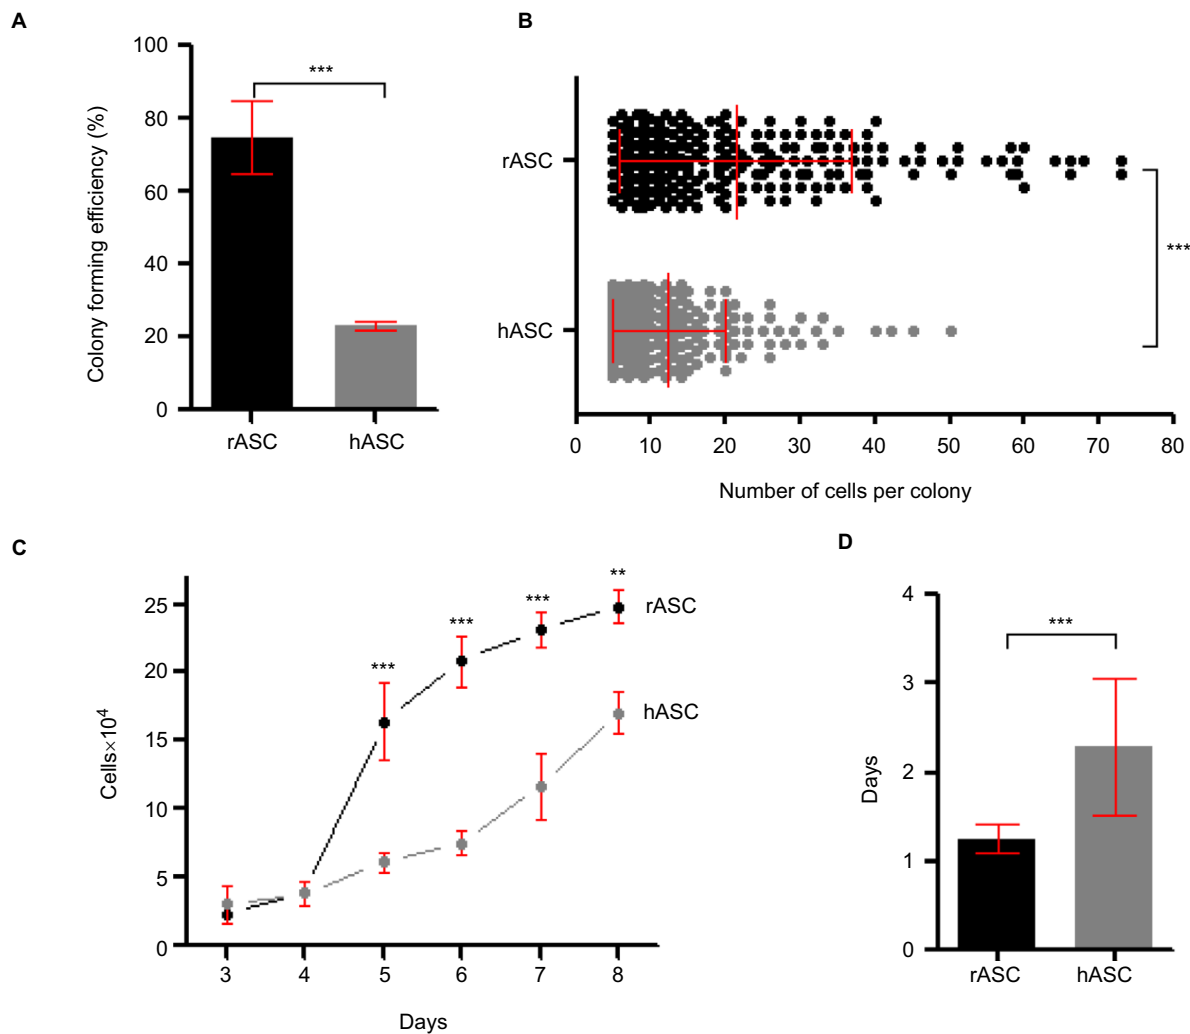 A
Colony forming efficiency (%)
100
80
60
40
20
0
***
rASC
hASC
B
rASC
hASC
***
0 10 20 30 40 50 60 70 80
Number of cells per colony
C
Cells×10⁴
25
20
15
10
5
0
***
***
***
**
rASC
hASC
3 4 5 6 7 8
Days
D
Days
4
3
2
1
0
***
rASC
hASC